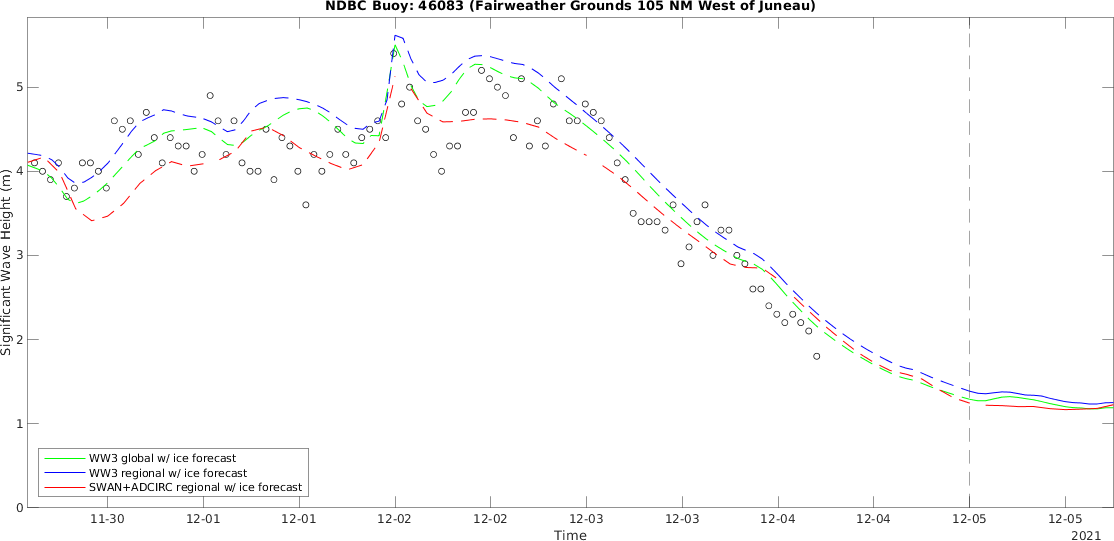 NDBC Buoy: 46083 (Fairweather Grounds 105 NM West of Juneau)
Significant Wave Height (m)
5
4
3
2
1
0
WW3 global w/ ice forecast
WW3 regional w/ ice forecast
SWAN+ADCIRC regional w/ ice forecast
11-30 12-01 12-01 12-02 12-02 12-03 12-03 12-04 12-04 12-05 12-05
Time
2021